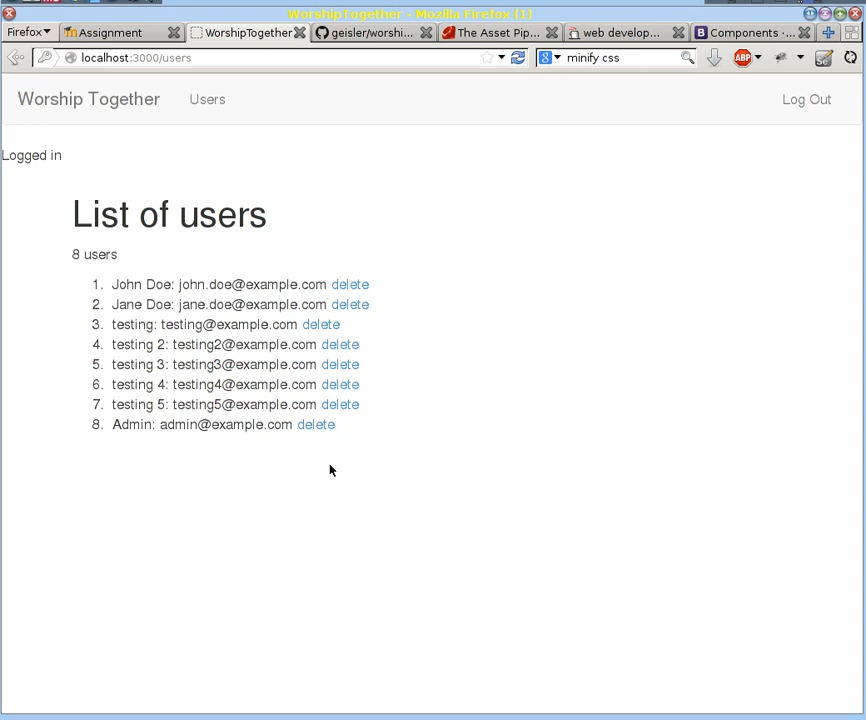 WorshipTogether - Mozilla Firefox [1]
Firefox
Assignment
WorshipTogether
geisler/worshi...
The Asset Pip...
web develop...
Components ·...
localhost:3000/users
minify css
ABP
Worship Together
Users
Log Out
Logged in
List of users
8 users
1. John Doe: john.doe@example.com delete
2. Jane Doe: jane.doe@example.com delete
3. testing: testing@example.com delete
4. testing 2: testing2@example.com delete
5. testing 3: testing3@example.com delete
6. testing 4: testing4@example.com delete
7. testing 5: testing5@example.com delete
8. Admin: admin@example.com delete